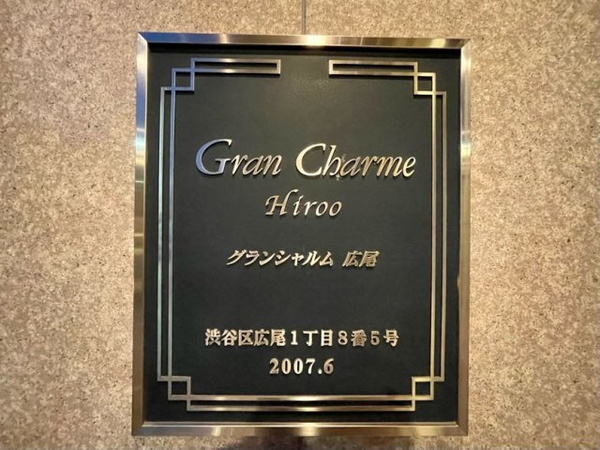 Gran Charme
Hiroo
グランシャルム 広尾
渋谷区広尾1丁目8番5号
2007.6